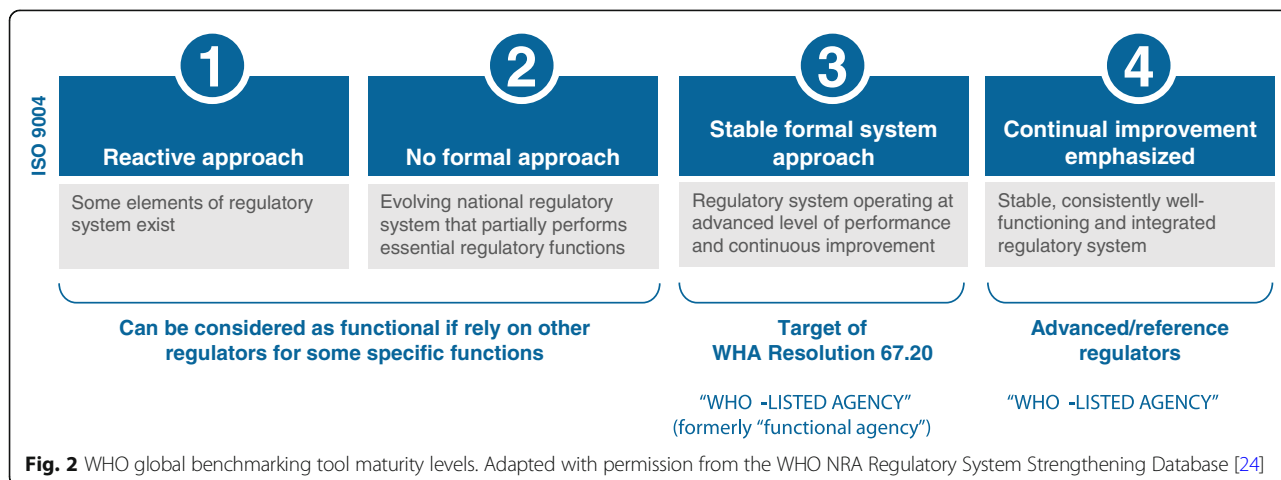 1
2
3
4
ISO 9004
Reactive approach
No formal approach
Stable formal system
approach
Continual improvement
emphasized
Some elements of regulatory
system exist
Evolving national regulatory
system that partially performs
essential regulatory functions
Regulatory system operating at
advanced level of performance
and continuous improvement
Stable, consistently well-
functioning and integrated
regulatory system
Can be considered as functional if rely on other
regulators for some specific functions
Target of
WHA Resolution 67.20
Advanced/reference
regulators
“WHO -LISTED AGENCY”
(formerly “functional agency”)
“WHO -LISTED AGENCY”
Fig. 2 WHO global benchmarking tool maturity levels. Adapted with permission from the WHO NRA Regulatory System Strengthening Database [24]